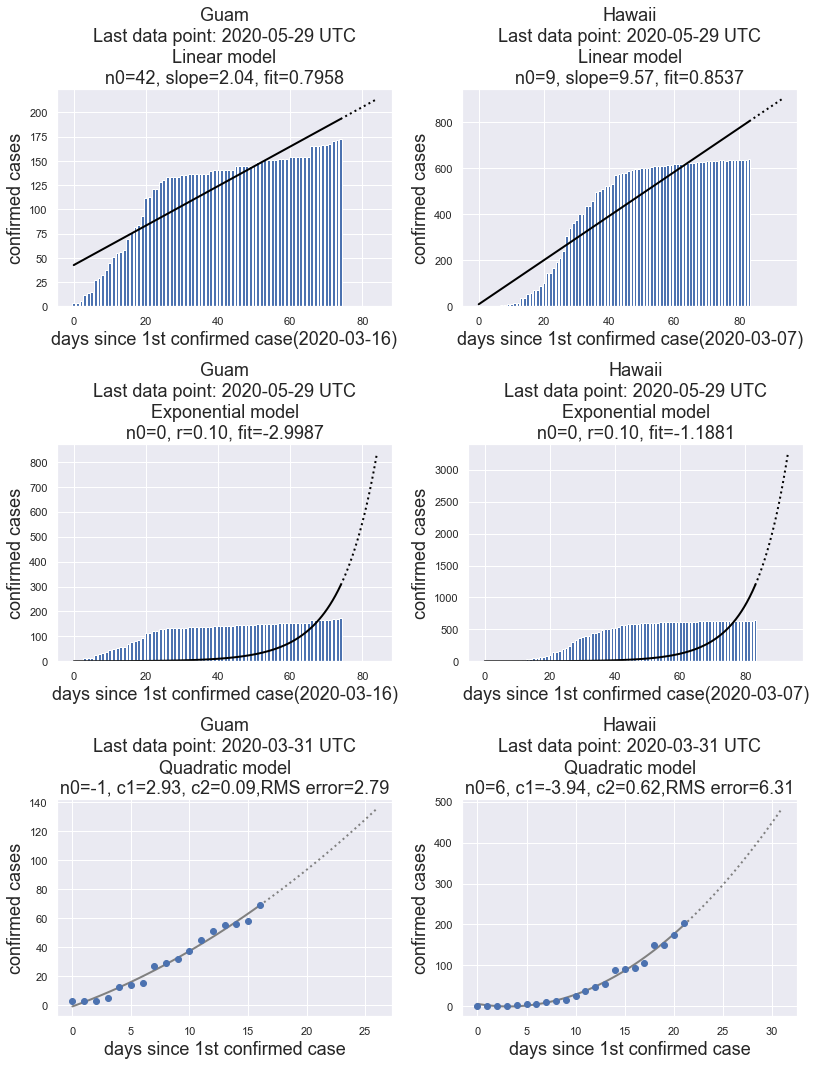 Guam
Last data point: 2020-05-29 UTC
Linear model
n0=42, slope=2.04, fit=0.7958
200
175
150
125
100
75
50
25
0
confirmed cases
0 20 40 60 80
days since 1st confirmed case(2020-03-16)
Hawaii
Last data point: 2020-05-29 UTC
Linear model
n0=9, slope=9.57, fit=0.8537
800
600
400
200
0
confirmed cases
0 20 40 60 80
days since 1st confirmed case(2020-03-07)
Guam
Last data point: 2020-05-29 UTC
Exponential model
n0=0, r=0.10, fit=-2.9987
800
700
600
500
400
300
200
100
0
confirmed cases
0 20 40 60 80
days since 1st confirmed case(2020-03-16)
Hawaii
Last data point: 2020-05-29 UTC
Exponential model
n0=0, r=0.10, fit=-1.1881
3000
2500
2000
1500
1000
500
0
confirmed cases
0 20 40 60 80
days since 1st confirmed case(2020-03-07)
Guam
Last data point: 2020-03-31 UTC
Quadratic model
n0=-1, c1=2.93, c2=0.09,RMS error=2.79
140
120
100
80
60
40
20
0
confirmed cases
0 5 10 15 20 25
days since 1st confirmed case
Hawaii
Last data point: 2020-03-31 UTC
Quadratic model
n0=6, c1=-3.94, c2=0.62,RMS error=6.31
500
400
300
200
100
0
confirmed cases
0 5 10 15 20 25 30
days since 1st confirmed case